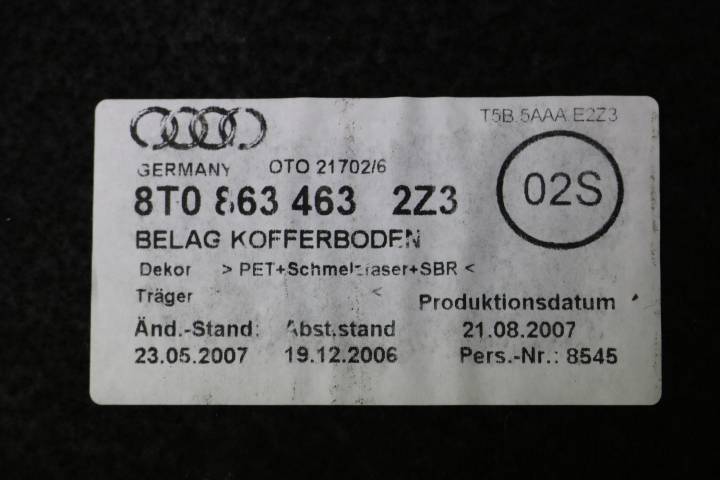 T5B 5AAA E2Z3
GERMANY OTO 21702/6
8T0 863 463 2Z3
02S
BELAG KOFFERBODEN
Dekor > PET+Schmelzfaser+SBR <
Träger <
Produktionsdatum
Änd.-Stand: Abst.stand 21.08.2007
23.05.2007 19.12.2006 Pers.-Nr.: 8545